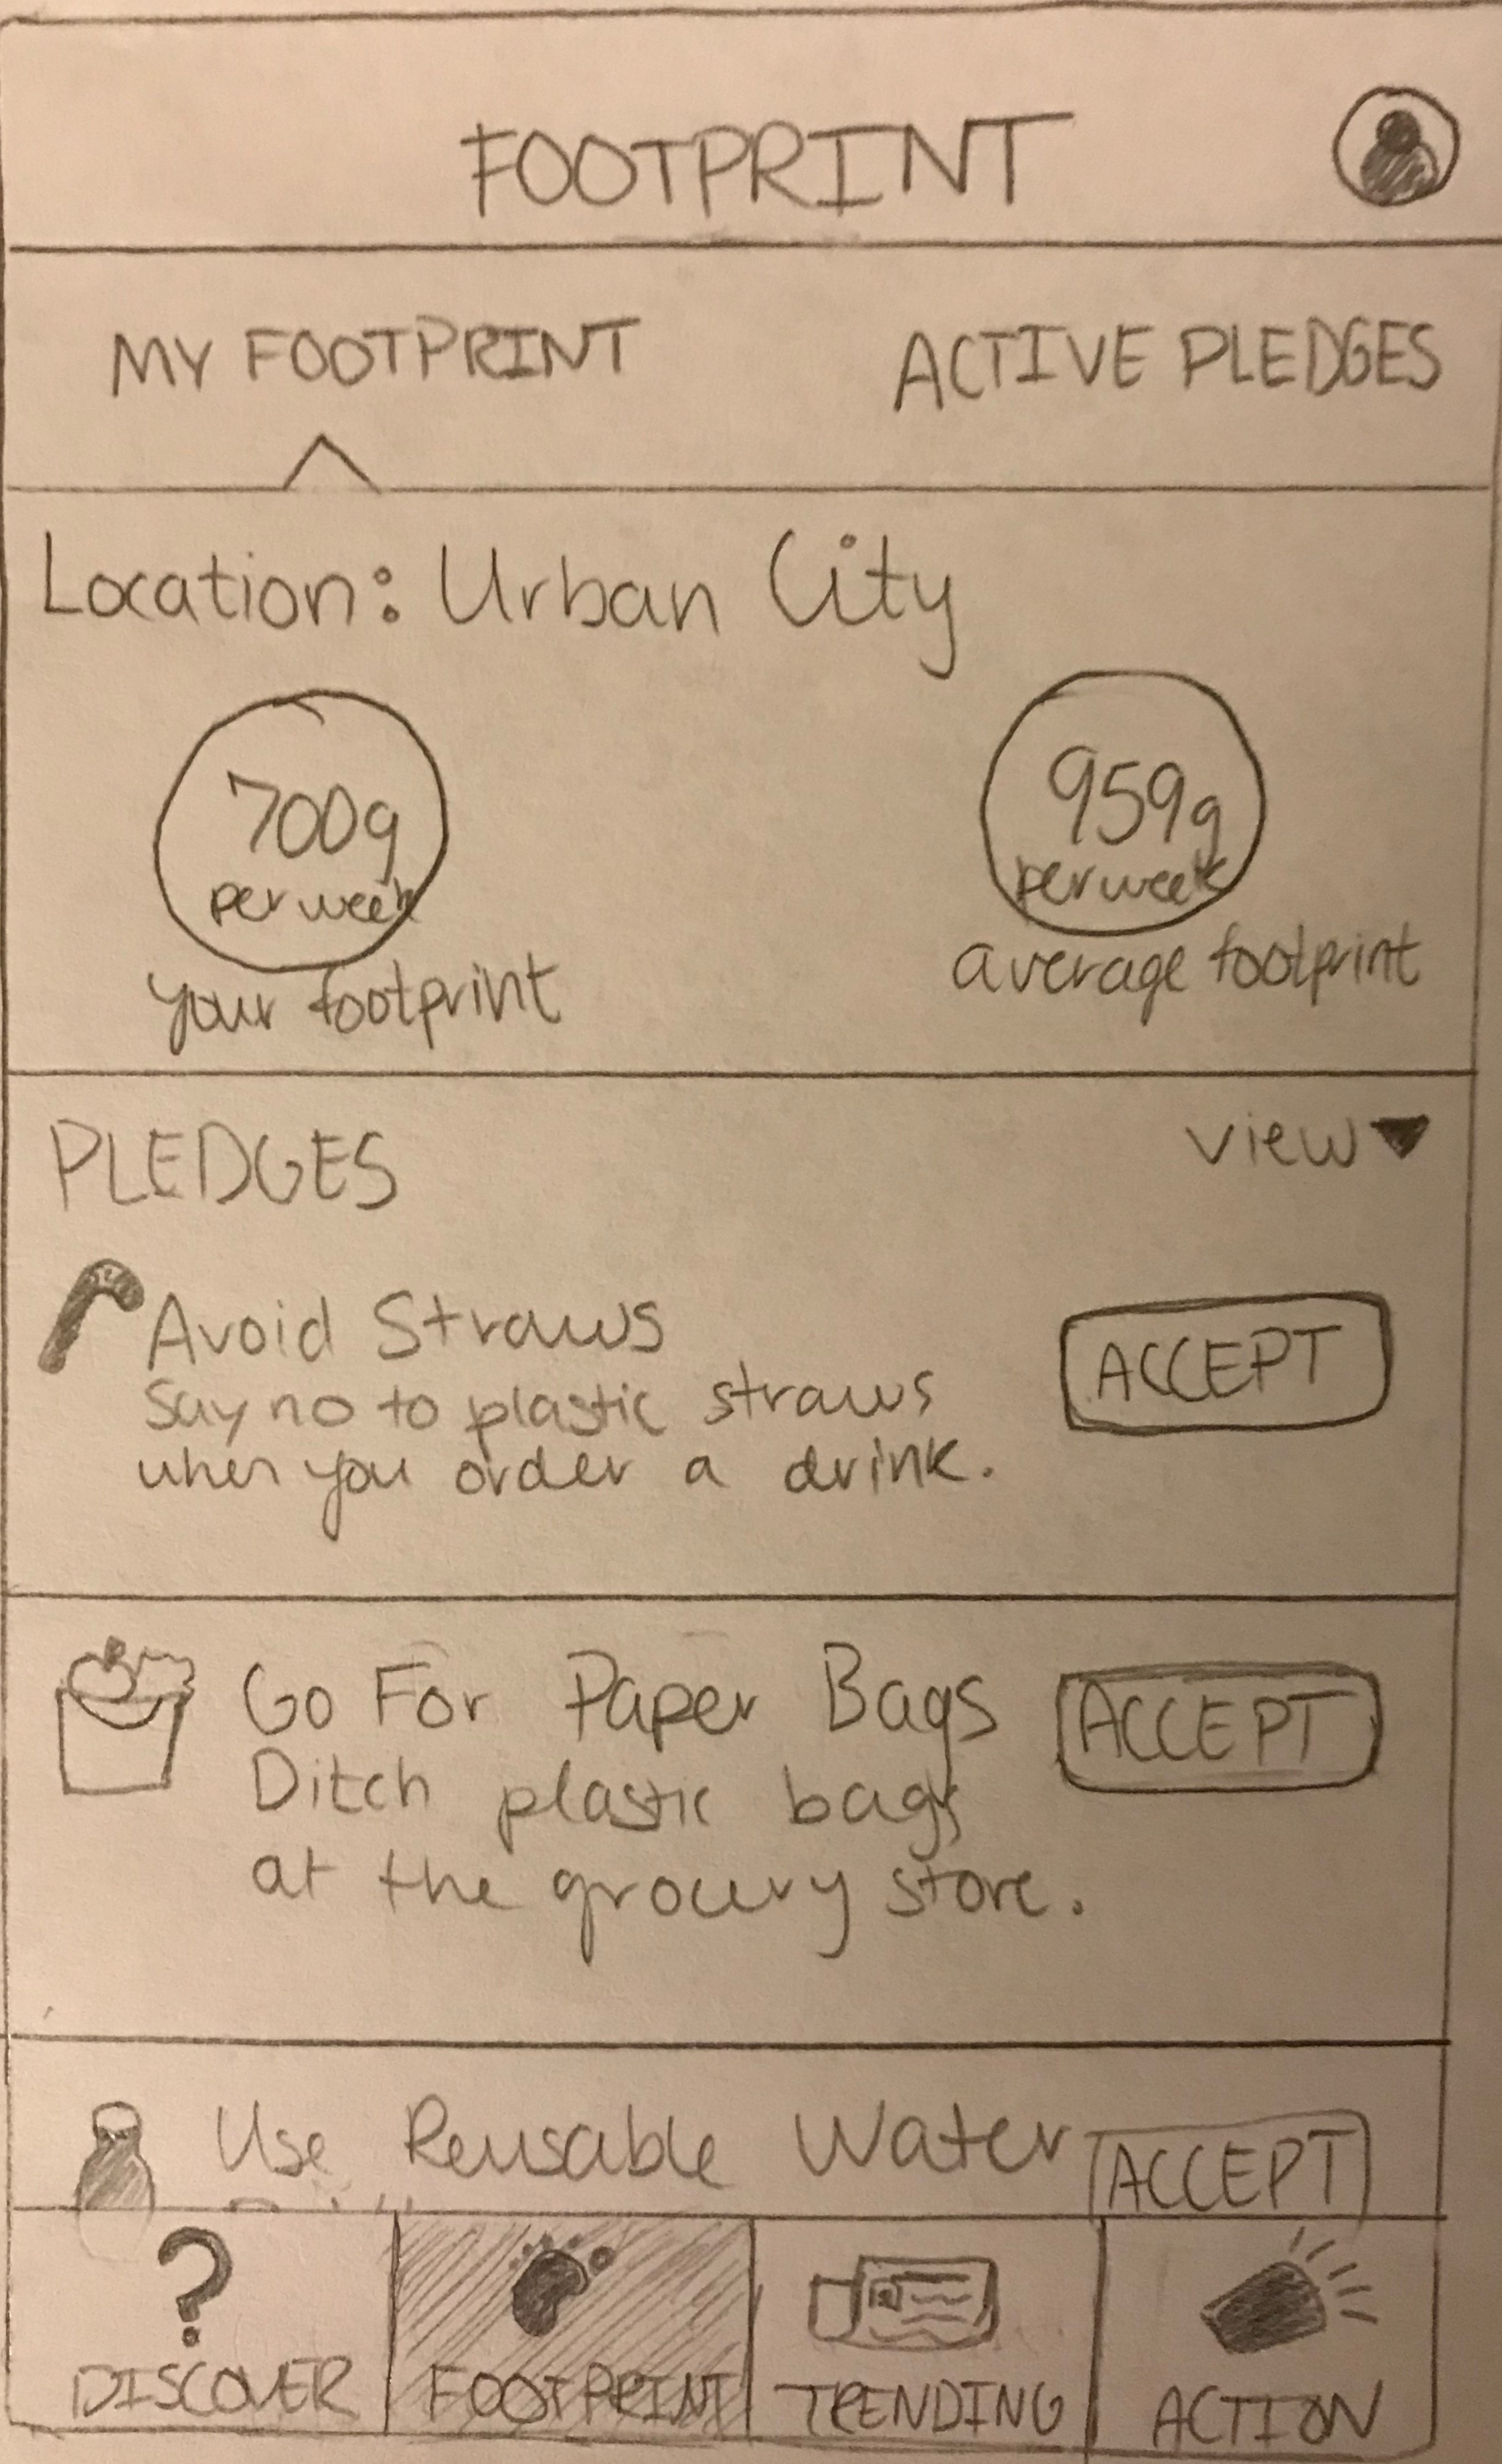 FOOTPRINT
MY FOOTPRINT ACTIVE PLEDGES
Location: Urban City
700g
per week
your footprint
959g
per week
average footprint
PLEDGES view
Avoid Straws
Say no to plastic straws
when you order a drink.
ACCEPT
Go For Paper Bags
Ditch plastic bags
at the grocery store.
ACCEPT
Use Reusable Water
ACCEPT
?
DISCOVER FOOTPRINT TRENDING ACTION